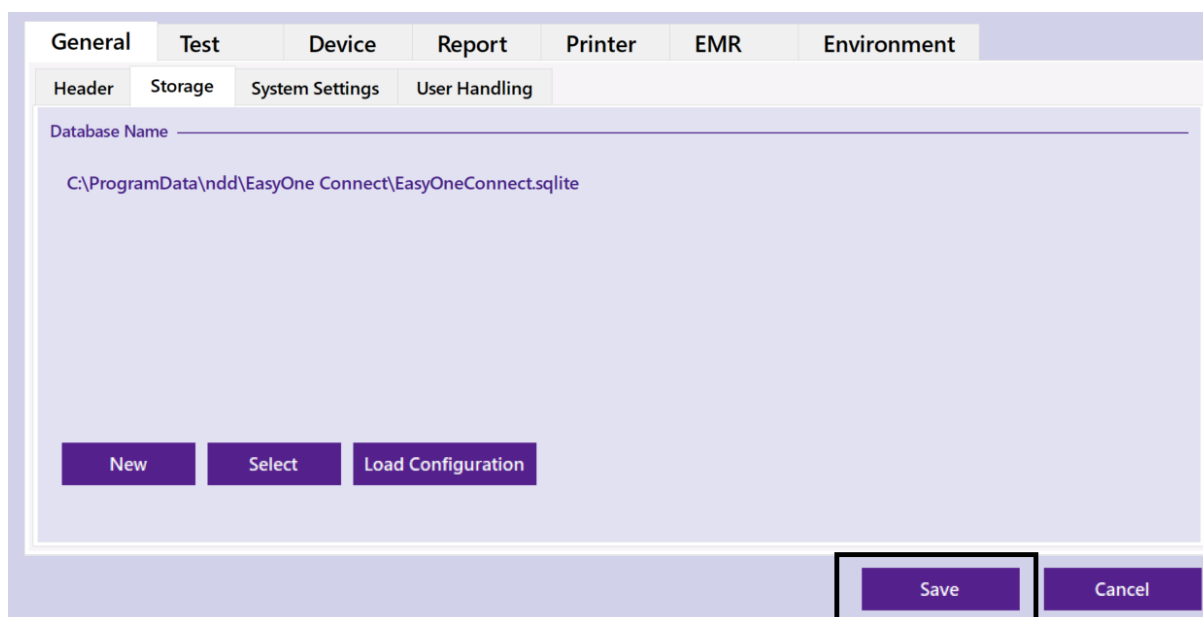 General Test Device Report Printer EMR Environment
Header Storage System Settings User Handling
Database Name
C:\ProgramData\ndd\EasyOne Connect\EasyOneConnect.sqlite
New Select Load Configuration
Save Cancel